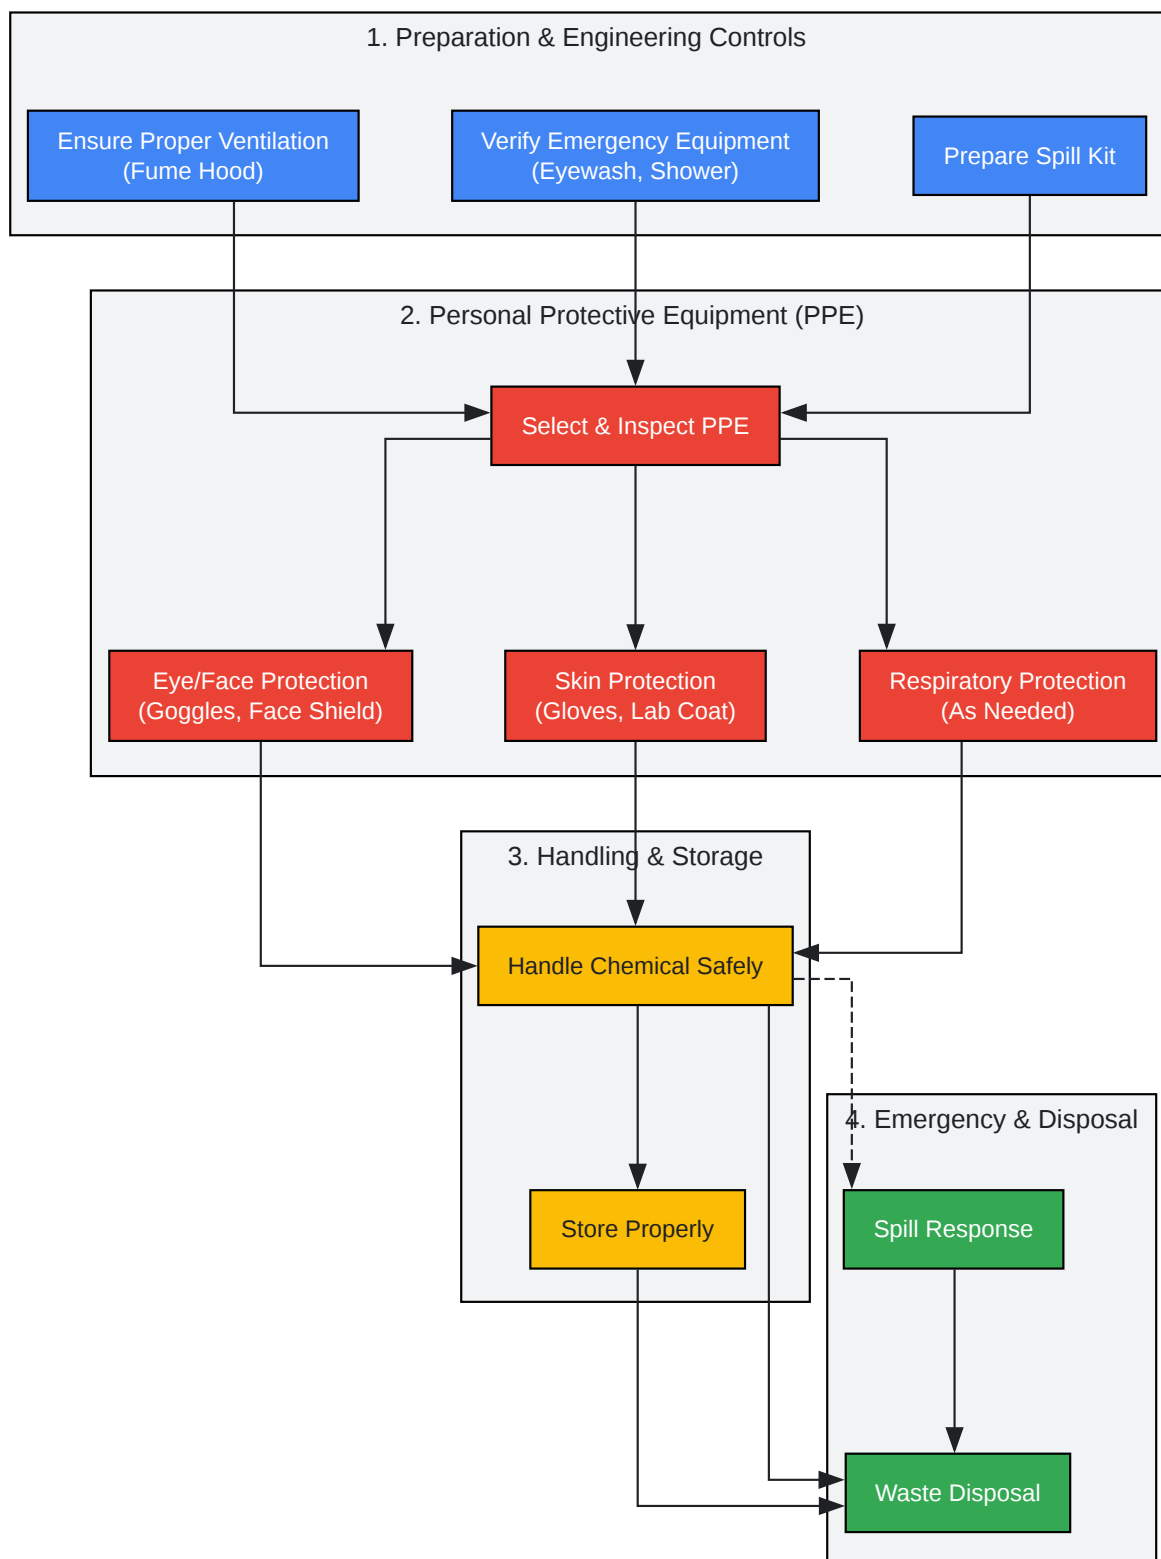 1. Preparation & Engineering Controls
Ensure Proper Ventilation
(Fume Hood)
Verify Emergency Equipment
(Eyewash, Shower)
Prepare Spill Kit
2. Personal Protective Equipment (PPE)
Select & Inspect PPE
Eye/Face Protection
(Goggles, Face Shield)
Skin Protection
(Gloves, Lab Coat)
Respiratory Protection
(As Needed)
3. Handling & Storage
Handle Chemical Safely
4. Emergency & Disposal
Store Properly
Spill Response
Waste Disposal